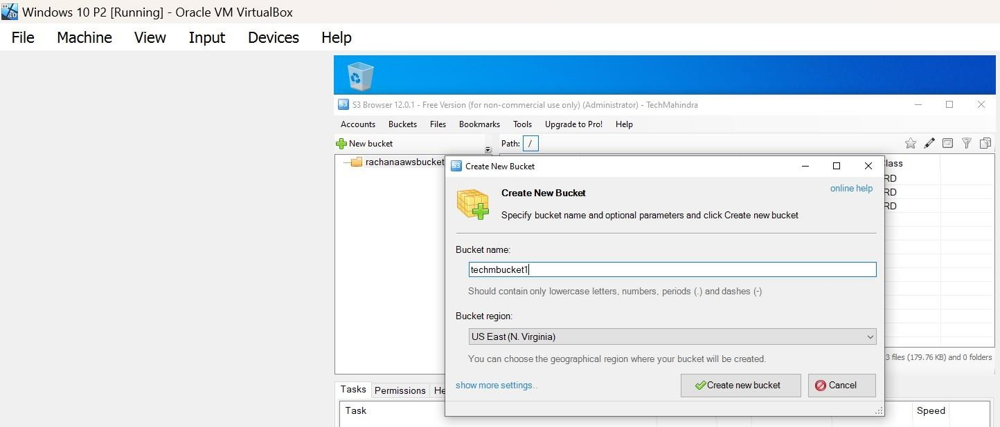 Windows 10 P2 [Running] - Oracle VM VirtualBox
File Machine View Input Devices Help
S3 Browser 12.0.1 - Free Version (for non-commercial use only) (Administrator) - TechMahindra
Accounts Buckets Files Bookmarks Tools Upgrade to Pro! Help
New bucket
Path: /
rachanaawsbucket
Create New Bucket
Create New Bucket
online help
Specify bucket name and optional parameters and click Create new bucket
Bucket name:
techmbucket1
Should contain only lowercase letters, numbers, periods (.) and dashes (-)
Bucket region:
US East (N. Virginia)
You can choose the geographical region where your bucket will be created.
show more settings..
Create new bucket Cancel
lass
RD
RD
RD
3 files (179.76 KB) and 0 folders
Tasks Permissions He
Task Speed